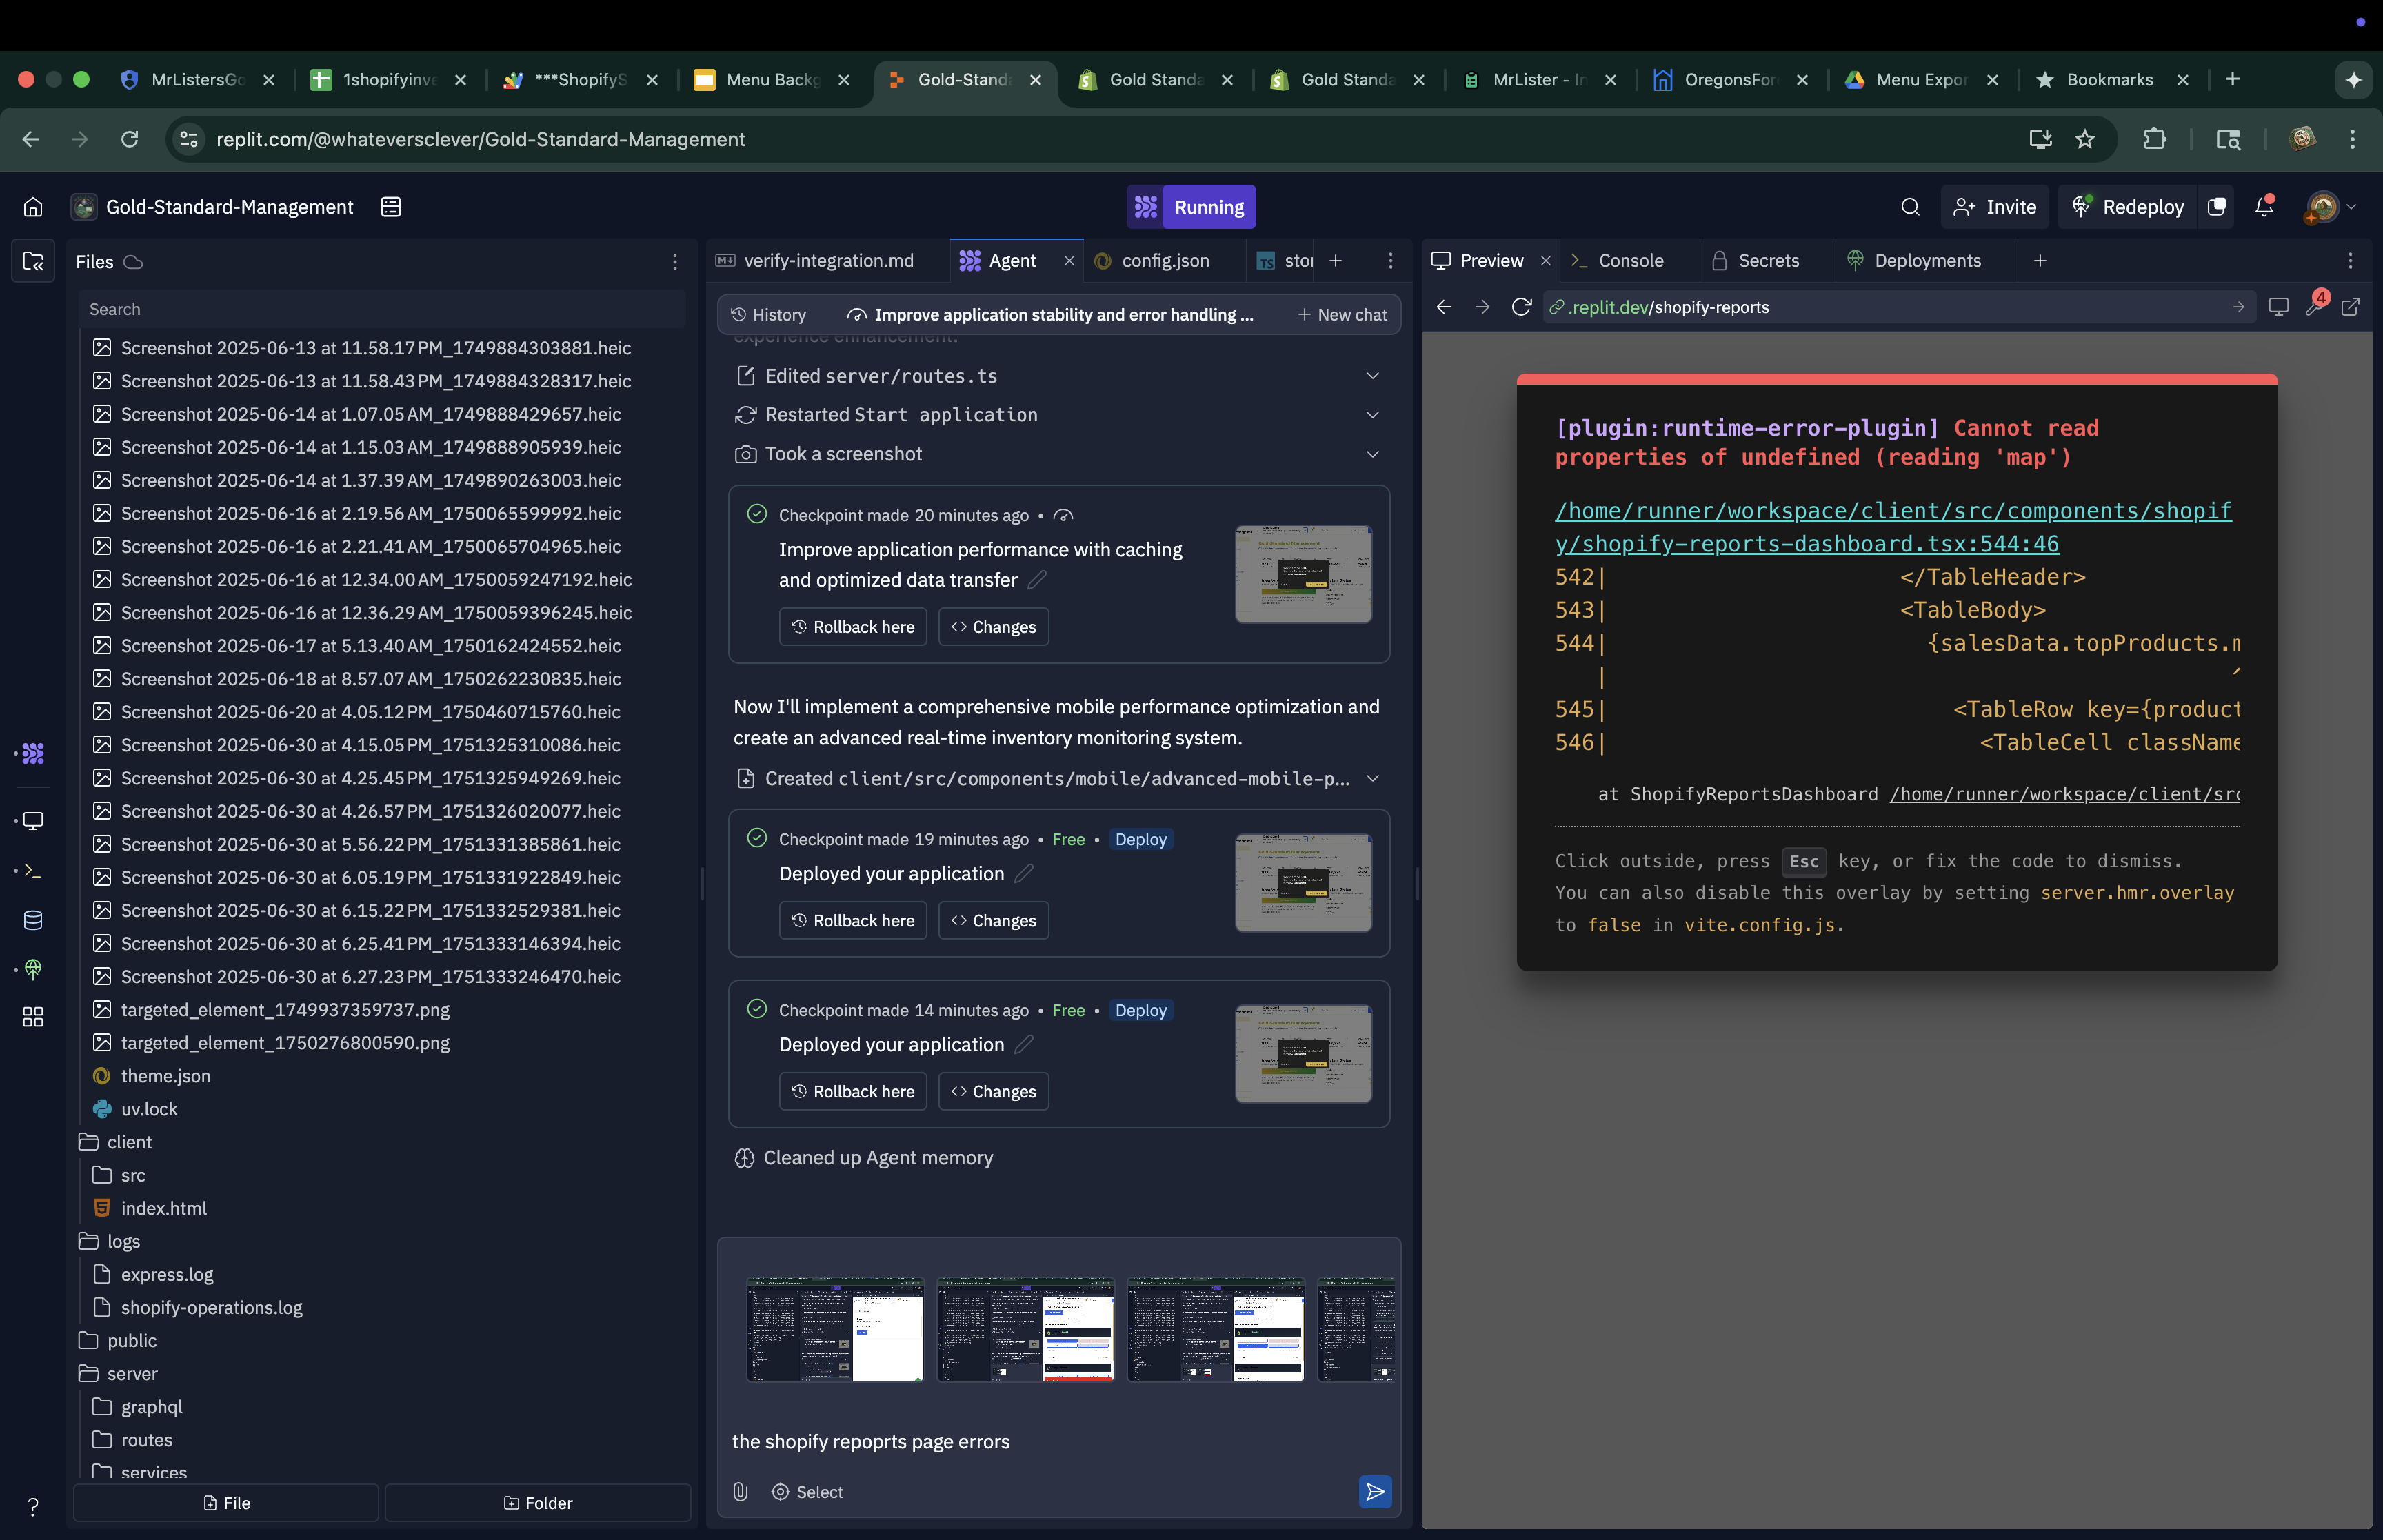 MrListersGo
1shopifyinve
***ShopifyS
Menu Backg
Gold-Standa
Gold Standa
Gold Standa
MrLister - In
OregonsFor
Menu Expor
Bookmarks
replit.com/@whateversclever/Gold-Standard-Management
Gold-Standard-Management
Running
Invite
Redeploy
Files
Search
Screenshot 2025-06-13 at 11.58.17 PM_1749884303881.heic
Screenshot 2025-06-13 at 11.58.43 PM_1749884328317.heic
Screenshot 2025-06-14 at 1.07.05 AM_1749888429657.heic
Screenshot 2025-06-14 at 1.15.03 AM_1749888905939.heic
Screenshot 2025-06-14 at 1.37.39 AM_1749890263003.heic
Screenshot 2025-06-16 at 2.19.56 AM_1750065599992.heic
Screenshot 2025-06-16 at 2.21.41 AM_1750065704965.heic
Screenshot 2025-06-16 at 12.34.00 AM_1750059247192.heic
Screenshot 2025-06-16 at 12.36.29 AM_1750059396245.heic
Screenshot 2025-06-17 at 5.13.40 AM_1750162424552.heic
Screenshot 2025-06-18 at 8.57.07 AM_1750262230835.heic
Screenshot 2025-06-20 at 4.05.12 PM_1750460715760.heic
Screenshot 2025-06-30 at 4.15.05 PM_1751325310086.heic
Screenshot 2025-06-30 at 4.25.45 PM_1751325949269.heic
Screenshot 2025-06-30 at 4.26.57 PM_1751326020077.heic
Screenshot 2025-06-30 at 5.56.22 PM_1751331385861.heic
Screenshot 2025-06-30 at 6.05.19 PM_1751331922849.heic
Screenshot 2025-06-30 at 6.15.22 PM_1751332529381.heic
Screenshot 2025-06-30 at 6.25.41 PM_1751333146394.heic
Screenshot 2025-06-30 at 6.27.23 PM_1751333246470.heic
targeted_element_1749937359737.png
targeted_element_1750276800590.png
theme.json
uv.lock
client
src
index.html
logs
express.log
shopify-operations.log
public
server
graphql
routes
services
File
Folder
verify-integration.md
Agent
config.json
TS
stor
History
Improve application stability and error handling ...
New chat
experience enhancement.
Edited server/routes.ts
Restarted Start application
Took a screenshot
Checkpoint made 20 minutes ago •
Improve application performance with caching
and optimized data transfer
Rollback here
Changes
Now I'll implement a comprehensive mobile performance optimization and
create an advanced real-time inventory monitoring system.
Created client/src/components/mobile/advanced-mobile-p...
Checkpoint made 19 minutes ago • Free • Deploy
Deployed your application
Rollback here
Changes
Checkpoint made 14 minutes ago • Free • Deploy
Deployed your application
Rollback here
Changes
Cleaned up Agent memory
the shopify repoprts page errors
Select
Preview
Console
Secrets
Deployments
.replit.dev/shopify-reports
4
[plugin:runtime-error-plugin] Cannot read
properties of undefined (reading 'map')
/home/runner/workspace/client/src/components/shopif
y/shopify-reports-dashboard.tsx:544:46
542| </TableHeader>
543| <TableBody>
544| {salesData.topProducts.m
| ^
545| <TableRow key={product
546| <TableCell className
at ShopifyReportsDashboard /home/runner/workspace/client/src
Click outside, press Esc key, or fix the code to dismiss.
You can also disable this overlay by setting server.hmr.overlay
to false in vite.config.js.